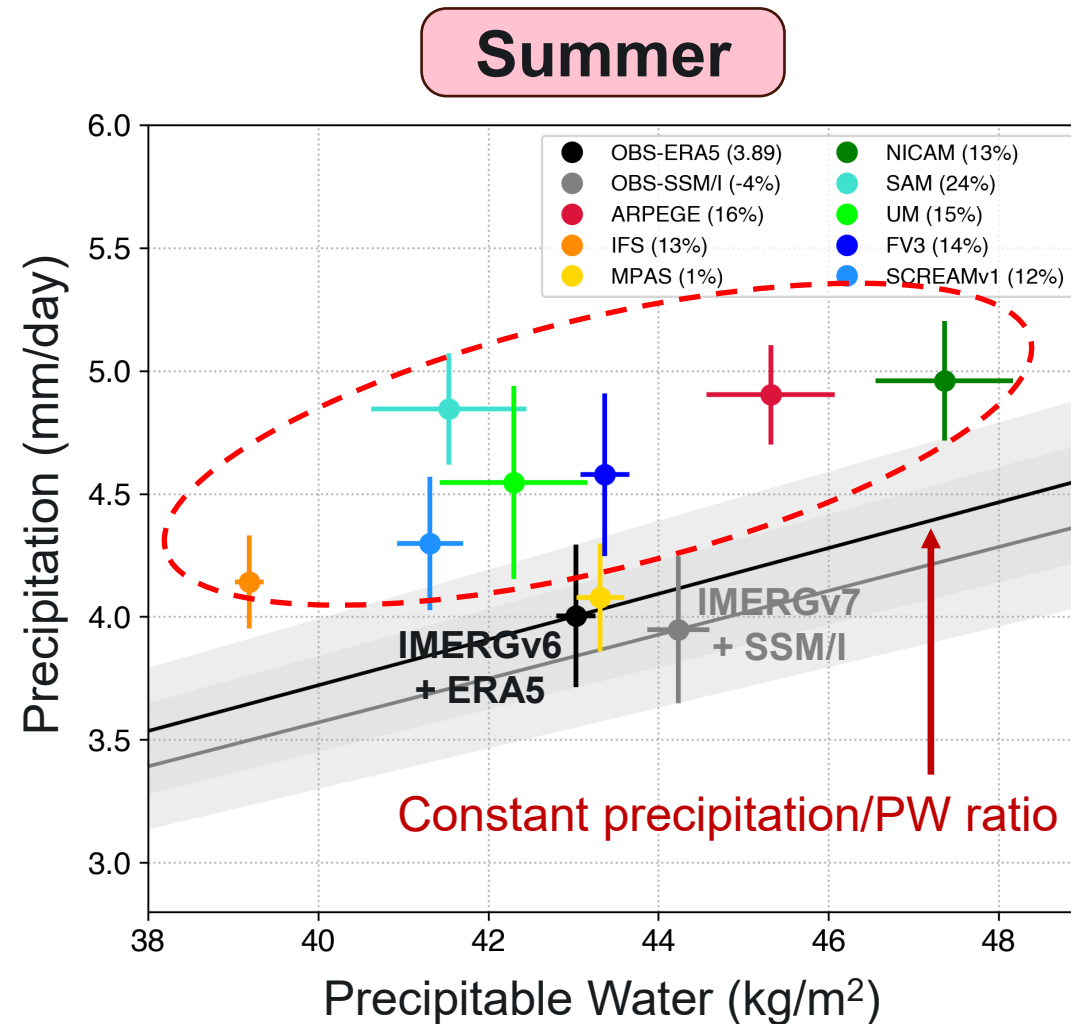 Summer
6.0
5.5
5.0
4.5
4.0
3.5
3.0
Precipitation (mm/day)
OBS-ERA5 (3.89)
OBS-SSM/I (-4%)
ARPEGE (16%)
IFS (13%)
MPAS (1%)
NICAM (13%)
SAM (24%)
UM (15%)
FV3 (14%)
SCREAMv1 (12%)
IMERGv6
+ ERA5
IMERGv7
+ SSM/I
Constant precipitation/PW ratio
38 40 42 44 46 48
Precipitable Water (kg/m²)